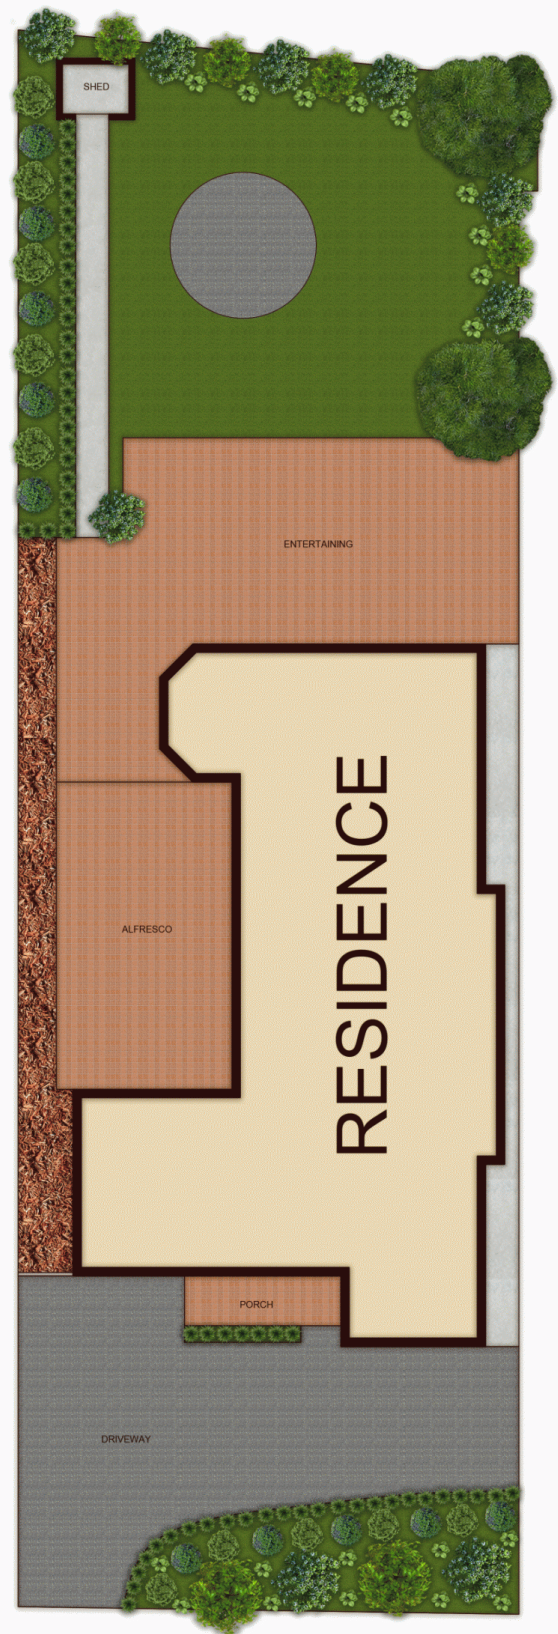 SHED
ENTERTAINING
RESIDENCE
ALFRESCO
PORCH
DRIVEWAY